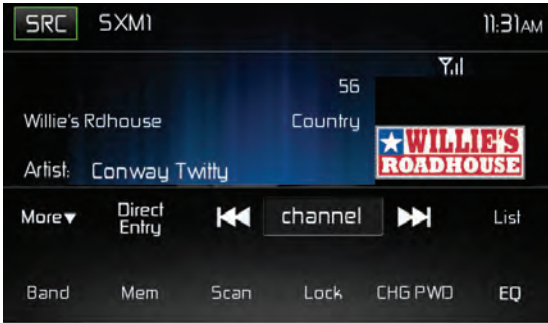 SRC SXM1 11:31AM
56
Willie's Rdhouse Country
WILLIE'S
ROADHOUSE
Artist: Conway Twitty
More Direct Entry channel List
Band Mem Scan Lock CHG PWD EQ